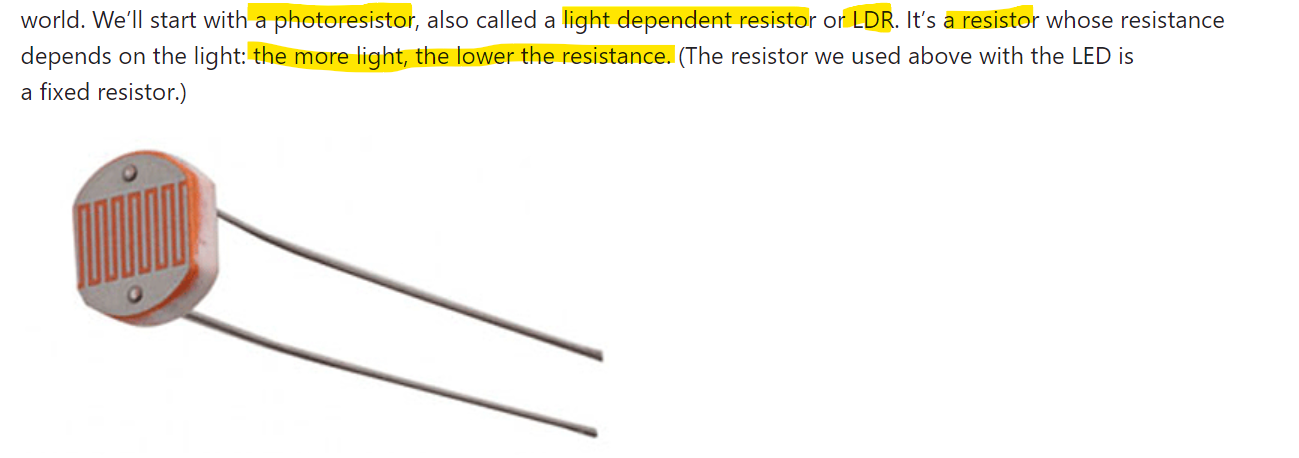 world. We’ll start with a photoresistor, also called a light dependent resistor or LDR. It’s a resistor whose resistance
depends on the light: the more light, the lower the resistance. (The resistor we used above with the LED is
a fixed resistor.)